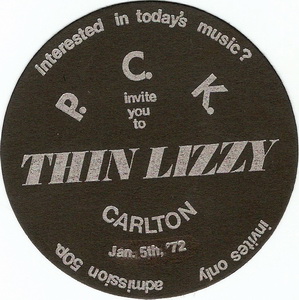 interested in today's music?
P. C. K.
invite
you to
THIN LIZZY
CARLTON
Jan. 5th, '72
invites only
admission 50p.